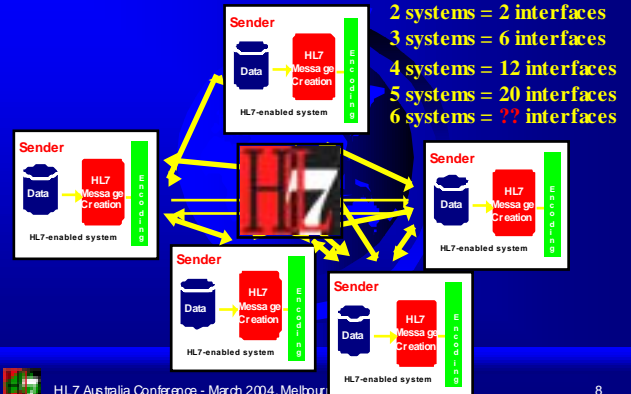 2 systems = 2 interfaces
3 systems = 6 interfaces
4 systems = 12 interfaces
5 systems = 20 interfaces
6 systems = ?? interfaces
Sender
Data
HL7
Message
Creation
Encoding
HL7-enabled system
Sender
Data
HL7
Message
Creation
Encoding
HL7-enabled system
HL7
Sender
Data
HL7
Message
Creation
Encoding
HL7-enabled system
Sender
Data
HL7
Message
Creation
Encoding
HL7-enabled system
Sender
Data
HL7
Message
Creation
Encoding
HL7-enabled system
HL7 Australia Conference - March 2004, Melbour
8